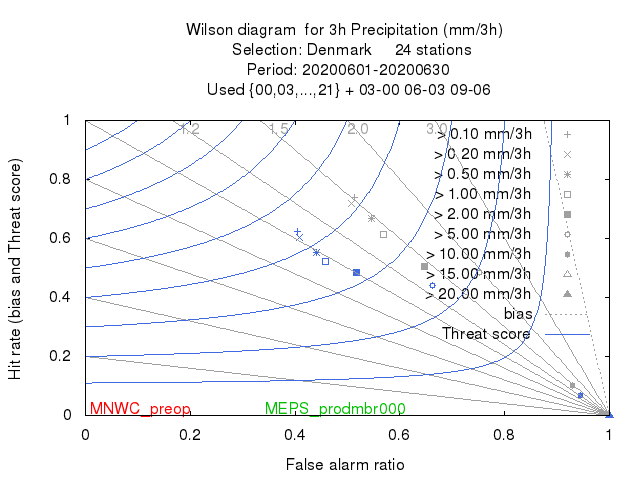 Wilson diagram  for 3h Precipitation (mm/3h)
Selection: Denmark     24 stations
Period: 20200601-20200630
Used {00,03,...,21} + 03-00 06-03 09-06
1.2 1.5 2.0 3.0
> 0.10 mm/3h
> 0.20 mm/3h
> 0.50 mm/3h
> 1.00 mm/3h
> 2.00 mm/3h
> 5.00 mm/3h
> 10.00 mm/3h
> 15.00 mm/3h
> 20.00 mm/3h
bias
Threat score
1
0.8
0.6
0.4
0.2
0
Hit rate (bias and Threat score)
MNWC_preop MEPS_prodmbr000
0 0.2 0.4 0.6 0.8 1
False alarm ratio